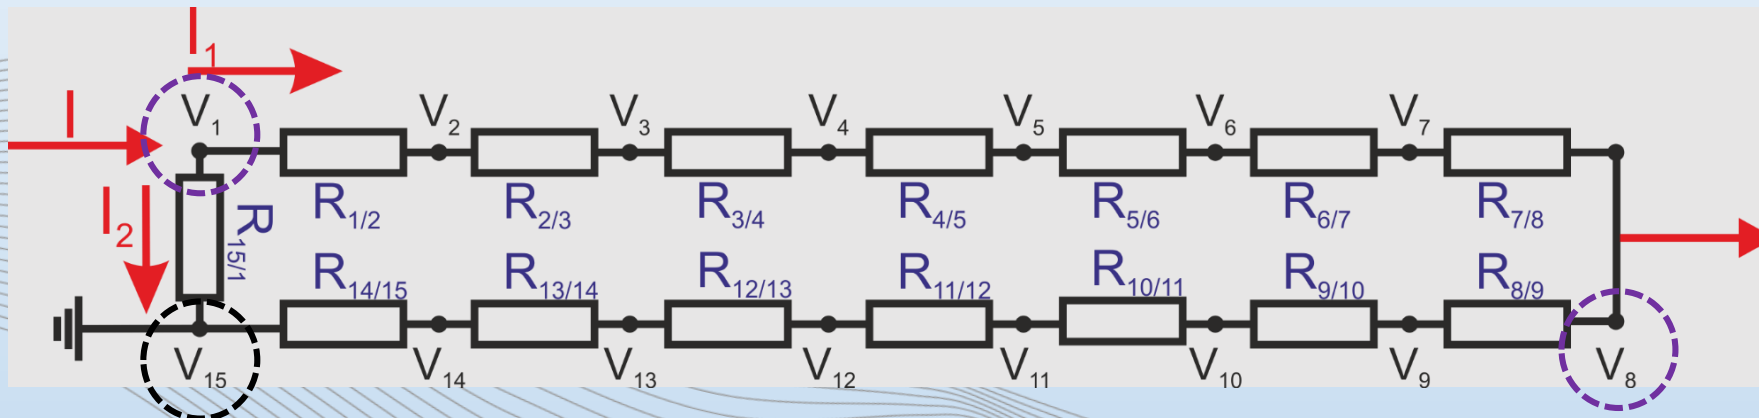 I₁
I
V₁
V₂
V₃
V₄
V₅
V₆
V₇
R₁/₂
R₂/₃
R₃/₄
R₄/₅
R₅/₆
R₆/₇
R₇/₈
I₂
R₁₅/₁
R₁₄/₁₅
R₁₃/₁₄
R₁₂/₁₃
R₁₁/₁₂
R₁₀/₁₁
R₉/₁₀
R₈/₉
V₁₅
V₁₄
V₁₃
V₁₂
V₁₁
V₁₀
V₉
V₈